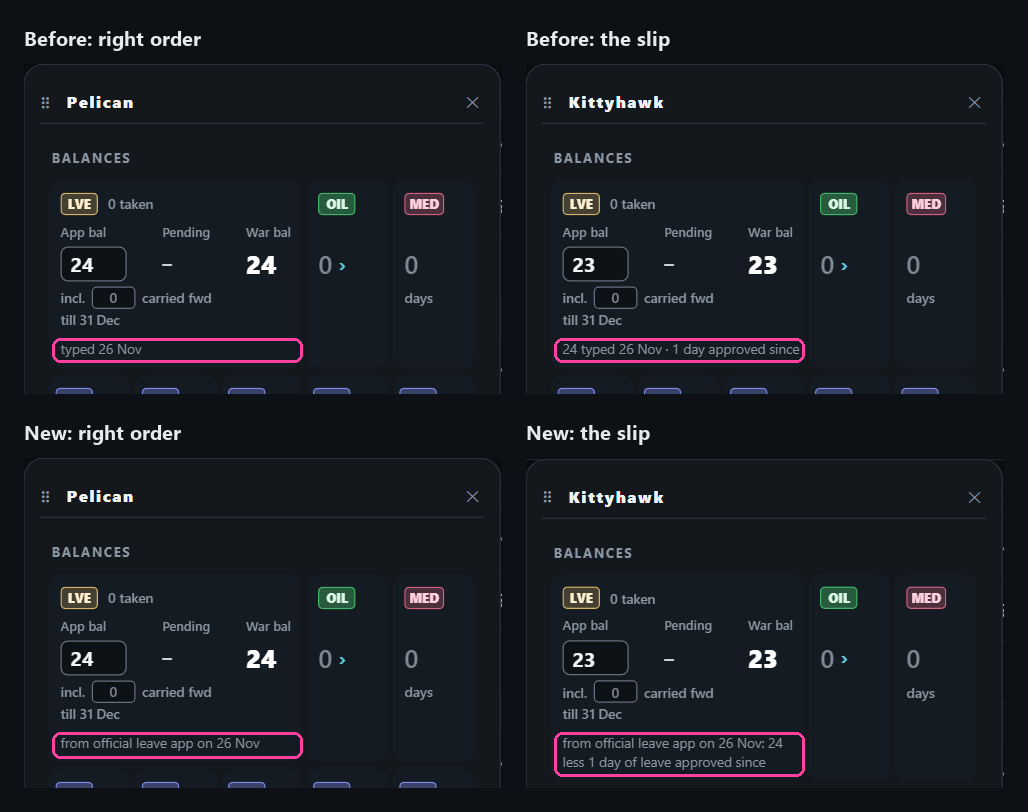 Before: right order
Pelican
BALANCES
LVE 0 taken OIL MED
App bal Pending War bal
24 – 24 0 › 0
incl. 0 carried fwd days
till 31 Dec
typed 26 Nov
Before: the slip
Kittyhawk
BALANCES
LVE 0 taken OIL MED
App bal Pending War bal
23 – 23 0 › 0
incl. 0 carried fwd days
till 31 Dec
24 typed 26 Nov · 1 day approved since
New: right order
Pelican
BALANCES
LVE 0 taken OIL MED
App bal Pending War bal
24 – 24 0 › 0
incl. 0 carried fwd days
till 31 Dec
from official leave app on 26 Nov
New: the slip
Kittyhawk
BALANCES
LVE 0 taken OIL MED
App bal Pending War bal
23 – 23 0 › 0
incl. 0 carried fwd days
till 31 Dec
from official leave app on 26 Nov: 24
less 1 day of leave approved since